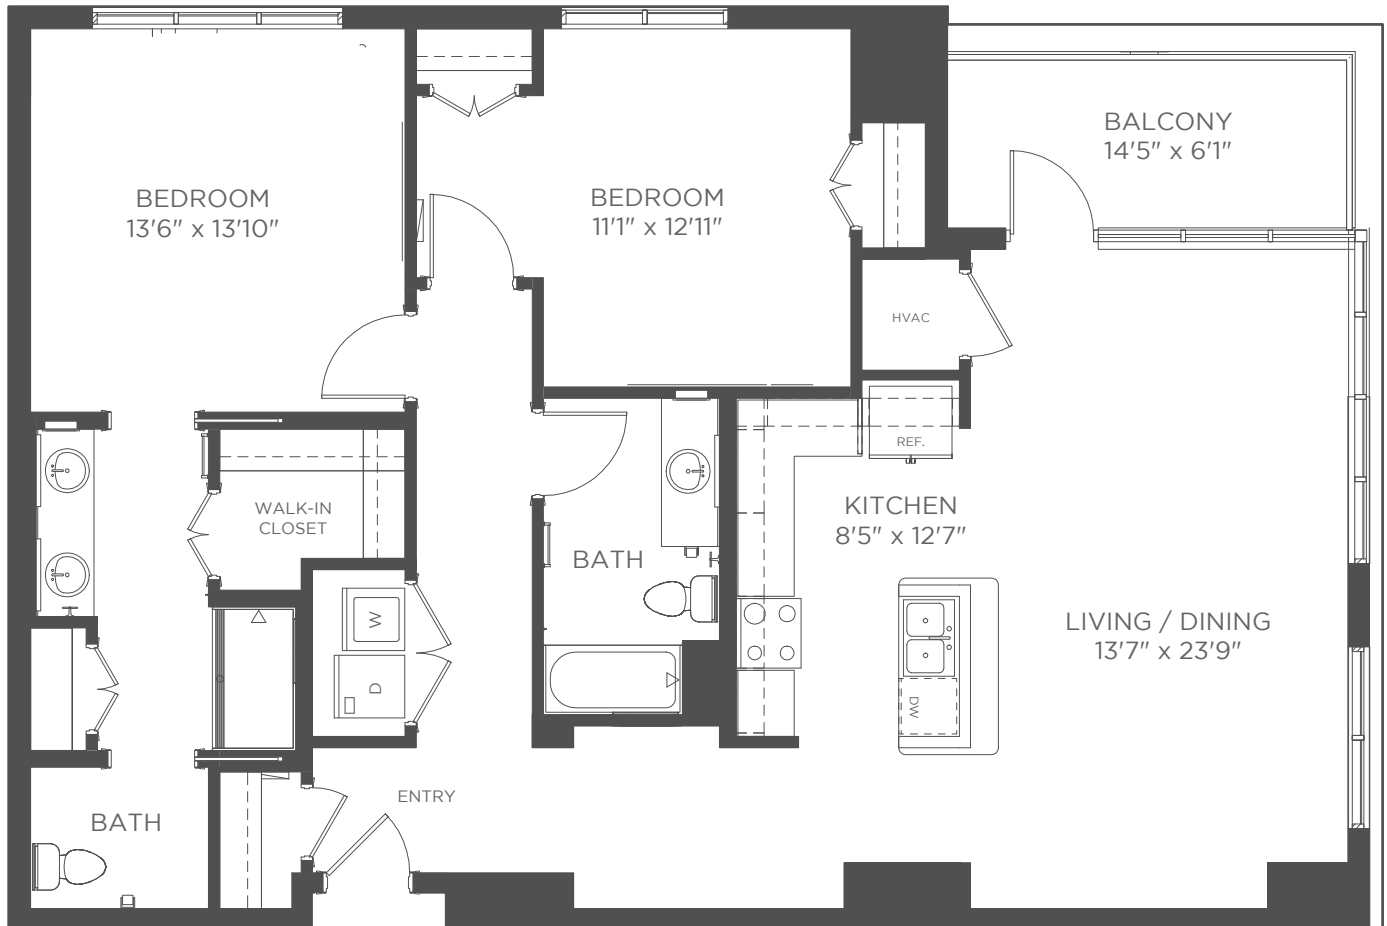 BEDROOM
13'6" x 13'10"
BEDROOM
11'1" x 12'11"
BALCONY
14'5" x 6'1"
HVAC
REF.
WALK-IN
CLOSET
KITCHEN
8'5" x 12'7"
BATH
W
D
LIVING / DINING
13'7" x 23'9"
DW
ENTRY
BATH